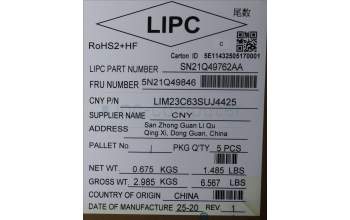 LIPC
尾数
RoHS2+HF
C
Carton ID 5E11432505170001
LIPC PART NUMBER SN21Q49762AA
FRU NUMBER 5N21Q49846
CNY P/N LIM23C63SUJ4425
SUPPLIER NAME CNY
ADDRESS San Zhong Guan Li Qu
Qing Xi, Dong Guan, China
PALLET NO / PKG Q'TY 5 PCS
NET WT. 0.675 KGS 1.485 LBS
GROSS WT. 2.985 KGS 6.567 LBS
COUNTRY OF ORIGIN CHINA
DATE OF MANUFACTURE 25-20 REV 1